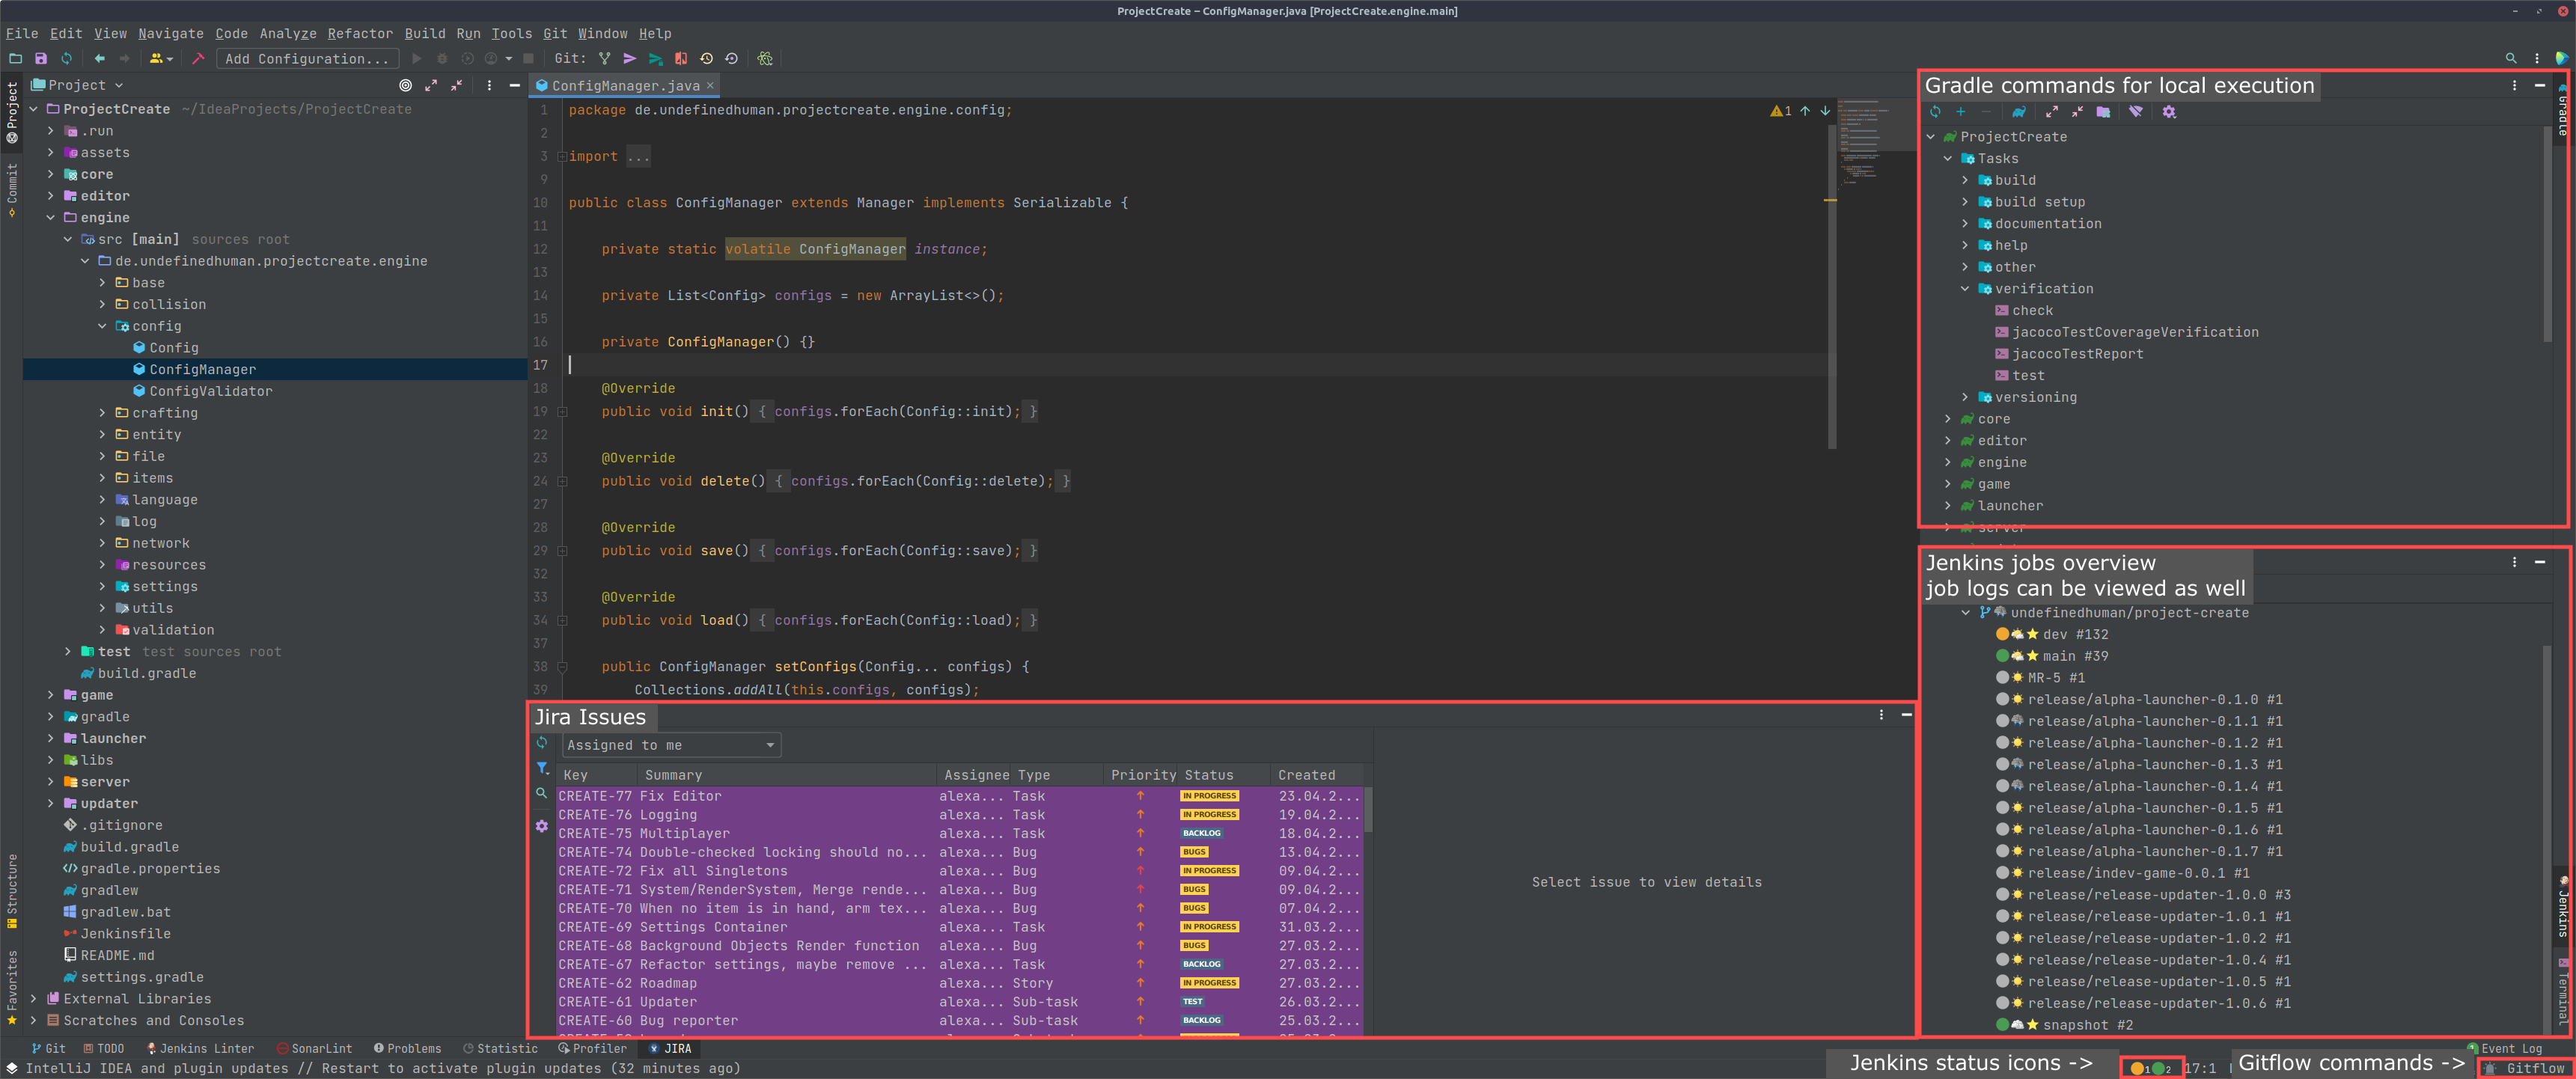 ProjectCreate – ConfigManager.java [ProjectCreate.engine.main]
File Edit View Navigate Code Analyze Refactor Build Run Tools Git Window Help
Add Configuration... Git:
Project
ConfigManager.java
Project
Commit
Structure
Favorites
ProjectCreate ~/IdeaProjects/ProjectCreate
.run
assets
core
editor
engine
src [main] sources root
de.undefinedhuman.projectcreate.engine
base
collision
config
Config
ConfigManager
ConfigValidator
crafting
entity
file
items
language
log
network
resources
settings
utils
validation
test test sources root
build.gradle
game
gradle
launcher
libs
server
updater
.gitignore
build.gradle
gradle.properties
gradlew
gradlew.bat
Jenkinsfile
README.md
settings.gradle
External Libraries
Scratches and Consoles
1 package de.undefinedhuman.projectcreate.engine.config;
2
3 import ...
9
10 public class ConfigManager extends Manager implements Serializable {
11
12 private static volatile ConfigManager instance;
13
14 private List<Config> configs = new ArrayList<>();
15
16 private ConfigManager() {}
17
18 @Override
19 public void init() { configs.forEach(Config::init); }
22
23 @Override
24 public void delete() { configs.forEach(Config::delete); }
27
28 @Override
29 public void save() { configs.forEach(Config::save); }
32
33 @Override
34 public void load() { configs.forEach(Config::load); }
37
38 public ConfigManager setConfigs(Config... configs) {
39 Collections.addAll(this.configs, configs);
1
Jira Issues
Assigned to me
Key Summary Assignee Type Priority Status Created
CREATE-77 Fix Editor alexa... Task IN PROGRESS 23.04.2...
CREATE-76 Logging alexa... Task IN PROGRESS 19.04.2...
CREATE-75 Multiplayer alexa... Task BACKLOG 18.04.2...
CREATE-74 Double-checked locking should no... alexa... Bug BUGS 13.04.2...
CREATE-72 Fix all Singletons alexa... Bug IN PROGRESS 09.04.2...
CREATE-71 System/RenderSystem, Merge rende... alexa... Bug BUGS 09.04.2...
CREATE-70 When no item is in hand, arm tex... alexa... Bug BUGS 07.04.2...
CREATE-69 Settings Container alexa... Task IN PROGRESS 31.03.2...
CREATE-68 Background Objects Render function alexa... Bug BUGS 27.03.2...
CREATE-67 Refactor settings, maybe remove ... alexa... Task BACKLOG 27.03.2...
CREATE-62 Roadmap alexa... Story IN PROGRESS 27.03.2...
CREATE-61 Updater alexa... Sub-task TEST 26.03.2...
CREATE-60 Bug reporter alexa... Sub-task BACKLOG 25.03.2...
Select issue to view details
Gradle commands for local execution
ProjectCreate
Tasks
build
build setup
documentation
help
other
verification
check
jacocoTestCoverageVerification
jacocoTestReport
test
versioning
core
editor
engine
game
launcher
server
Gradle
Jenkins jobs overview
job logs can be viewed as well
undefinedhuman/project-create
dev #132
main #39
MR-5 #1
release/alpha-launcher-0.1.0 #1
release/alpha-launcher-0.1.1 #1
release/alpha-launcher-0.1.2 #1
release/alpha-launcher-0.1.3 #1
release/alpha-launcher-0.1.4 #1
release/alpha-launcher-0.1.5 #1
release/alpha-launcher-0.1.6 #1
release/alpha-launcher-0.1.7 #1
release/indev-game-0.0.1 #1
release/release-updater-1.0.0 #3
release/release-updater-1.0.1 #1
release/release-updater-1.0.2 #1
release/release-updater-1.0.4 #1
release/release-updater-1.0.5 #1
release/release-updater-1.0.6 #1
snapshot #2
Jenkins
Terminal
Git TODO Jenkins Linter SonarLint Problems Statistic Profiler JIRA Event Log
IntelliJ IDEA and plugin updates // Restart to activate plugin updates (32 minutes ago)
Jenkins status icons -> 1 2 17:1 Gitflow commands -> Gitflow